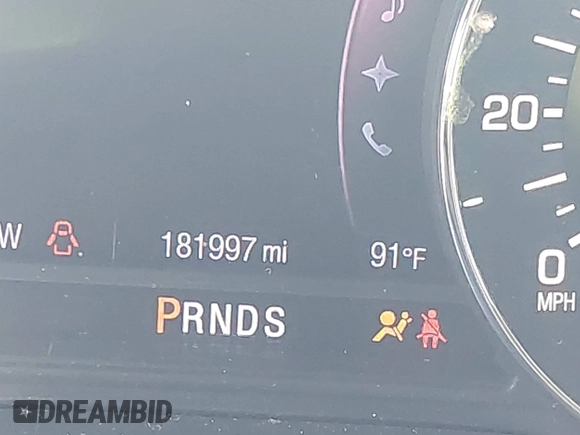 20
W 181997 mi 91°F
0
MPH
PRNDS
DREAMBID